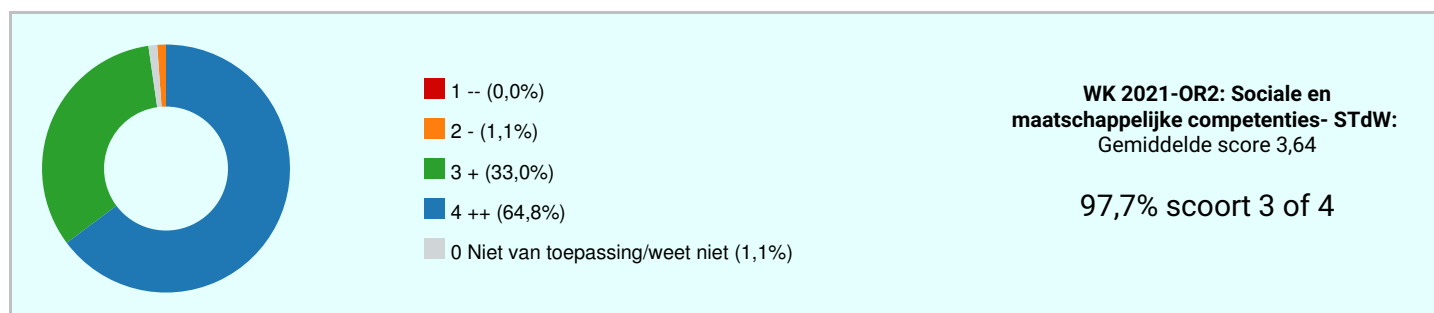 1 -- (0,0%)
2 - (1,1%)
3 + (33,0%)
4 ++ (64,8%)
0 Niet van toepassing/weet niet (1,1%)
WK 2021-OR2: Sociale en
maatschappelijke competenties- STdW:
Gemiddelde score 3,64
97,7% scoort 3 of 4